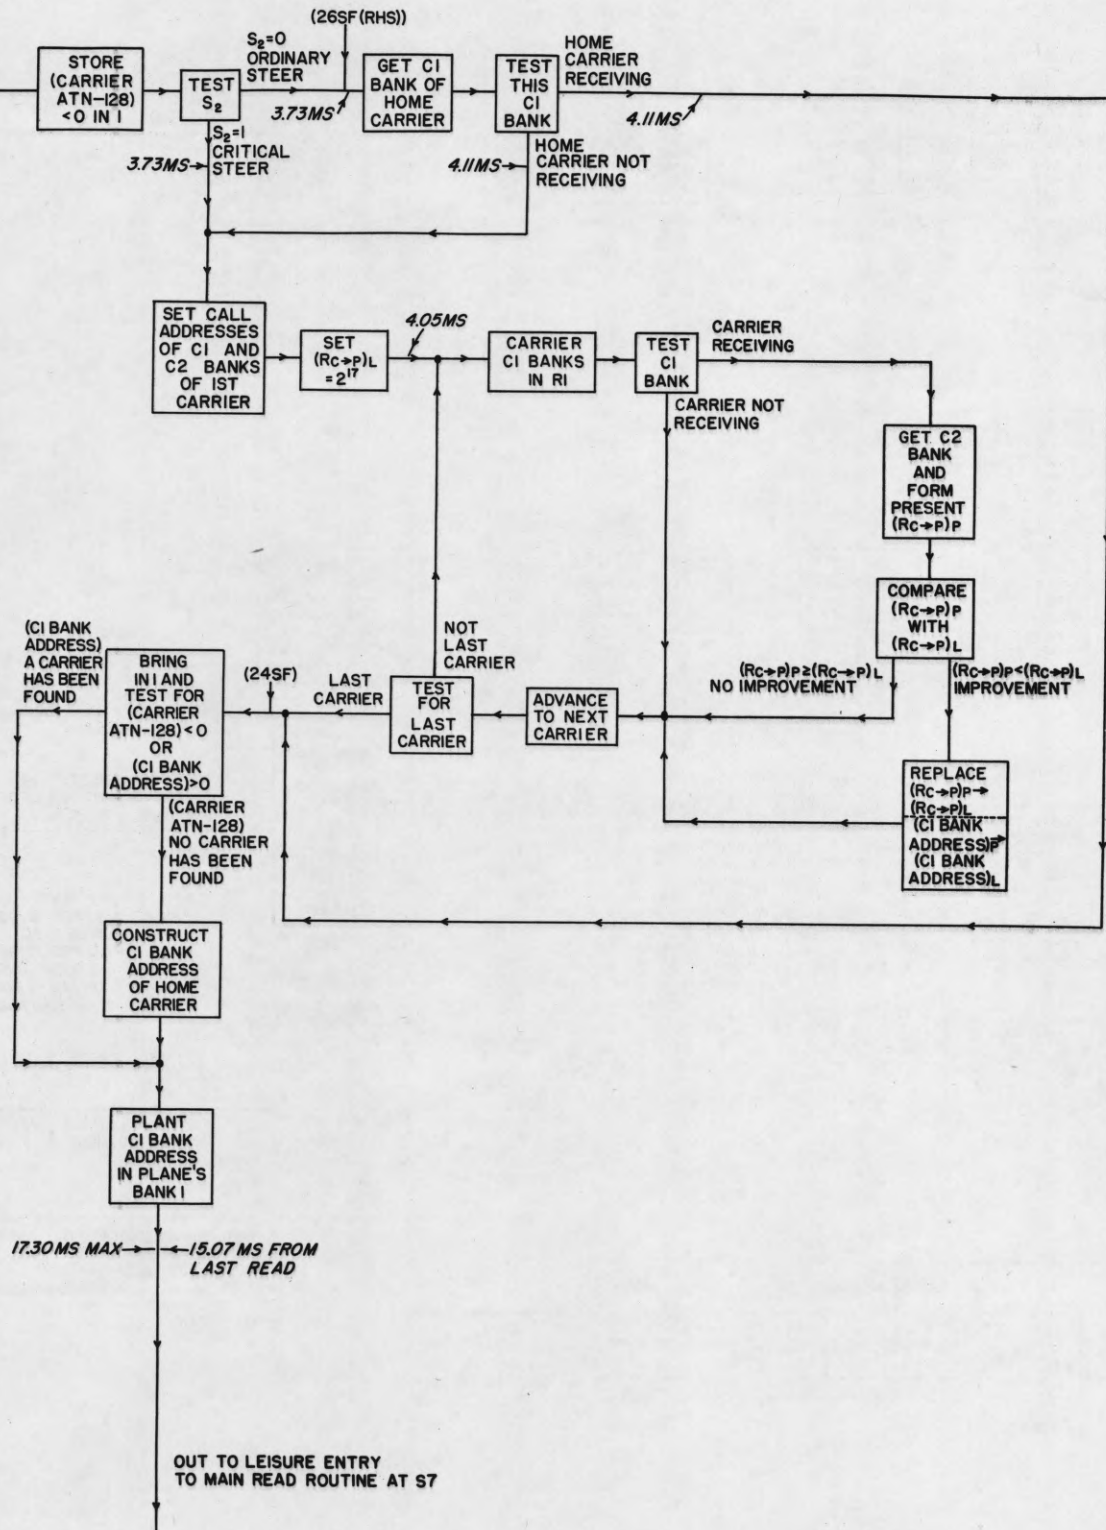 (26SF(RHS))
STORE
(CARRIER
ATN-128)
<0 IN I
TEST
S2
S2=0
ORDINARY
STEER
3.73MS
GET CI
BANK OF
HOME
CARRIER
TEST
THIS
CI
BANK
HOME
CARRIER
RECEIVING
4.11MS
S2=1
CRITICAL
STEER
3.73MS
4.11MS
HOME
CARRIER NOT
RECEIVING
SET CALL
ADDRESSES
OF CI AND
C2 BANKS
OF IST
CARRIER
SET
(RC→P)L
=2^17
4.05MS
CARRIER
CI BANKS
IN RI
TEST
CI
BANK
CARRIER
RECEIVING
CARRIER NOT
RECEIVING
GET C2
BANK
AND
FORM
PRESENT
(RC→P)P
COMPARE
(RC→P)P
WITH
(RC→P)L
(RC→P)P≥(RC→P)L
NO IMPROVEMENT
(RC→P)P<(RC→P)L
IMPROVEMENT
REPLACE
(RC→P)P→
(RC→P)L
(CI BANK
ADDRESS)P→
(CI BANK
ADDRESS)L
ADVANCE
TO NEXT
CARRIER
NOT
LAST
CARRIER
TEST
FOR
LAST
CARRIER
LAST
CARRIER
(24SF)
(CI BANK
ADDRESS)
A CARRIER
HAS BEEN
FOUND
BRING
IN I AND
TEST FOR
(CARRIER
ATN-128)<0
OR
(CI BANK
ADDRESS)>0
(CARRIER
ATN-128)
NO CARRIER
HAS BEEN
FOUND
CONSTRUCT
CI BANK
ADDRESS
OF HOME
CARRIER
PLANT
CI BANK
ADDRESS
IN PLANE'S
BANK I
17.30MS MAX
15.07MS FROM
LAST READ
OUT TO LEISURE ENTRY
TO MAIN READ ROUTINE AT S7